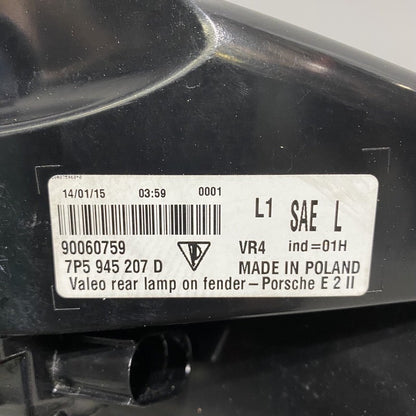 14/01/15 03:59 0001
L1 SAE L
90060759 VR4 ind=01H
7P5 945 207 D MADE IN POLAND
Valeo rear lamp on fender-Porsche E 2 II